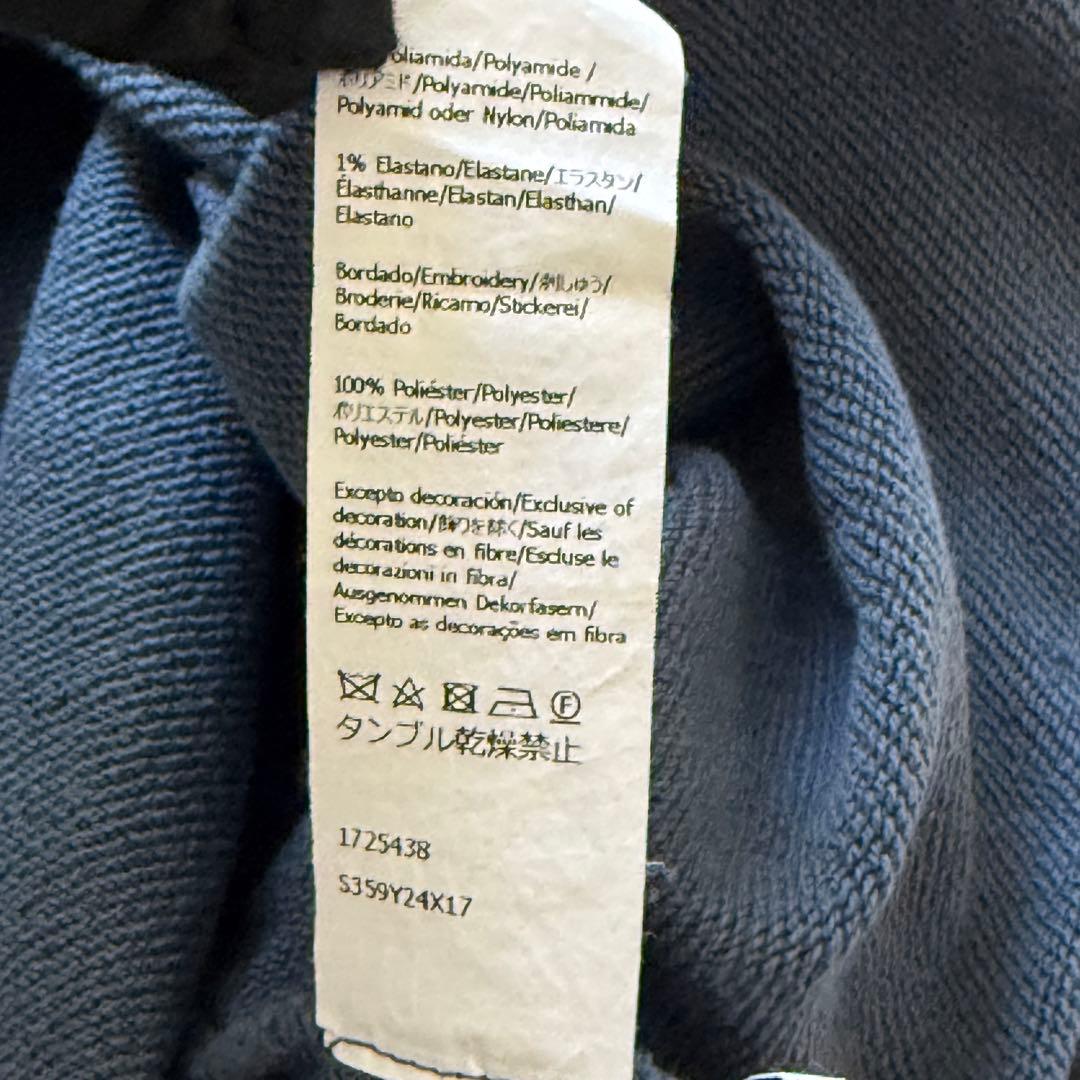 oliamida/Polyamide /
ポリアミド/Polyamide/Poliammide/
Polyamid oder Nylon/Poliamida
1% Elastano/Elastane/エラスタン/
Élasthanne/Elastan/Elasthan/
Elastano
Bordado/Embroidery/刺しゅう/
Broderie/Ricamo/Stickerei/
Bordado
100% Poliéster/Polyester/
ポリエステル/Polyester/Poliestere/
Polyester/Poliéster
Excepto decoración/Exclusive of
decoration/飾りを除く/Sauf les
décorations en fibre/Escluse le
decorazioni in fibra/
Ausgenommen Dekorfasern/
Excepto as decorações em fibra
F
タンブル乾燥禁止
1725438
S359Y24X17